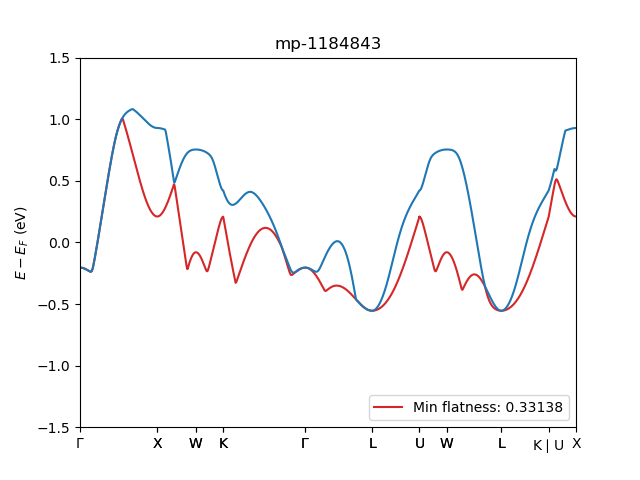 mp-1184843
E − E_F (eV)
1.5
1.0
0.5
0.0
−0.5
−1.0
−1.5
Min flatness: 0.33138
Γ X W K Γ L U W L K | U X